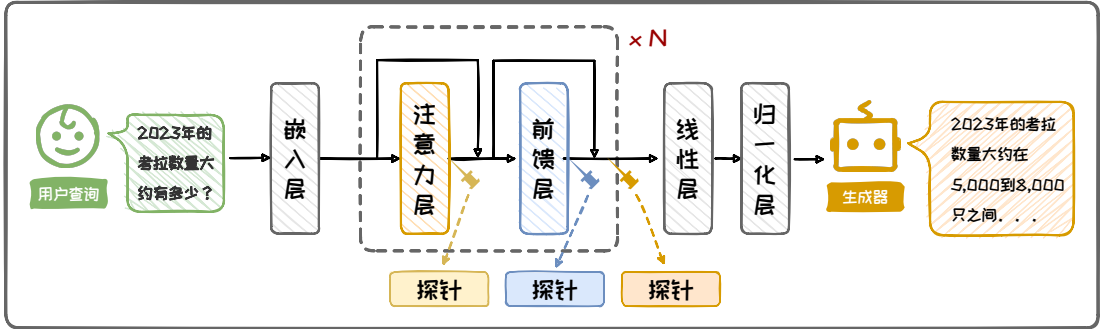 ×N
2023年的
考拉数量大
约有多少？
用户查询
嵌入层
注意力层
前馈层
线性层
归一化层
2023年的考拉
数量大约在
5,000到8,000
只之间．．．
生成器
探针
探针
探针